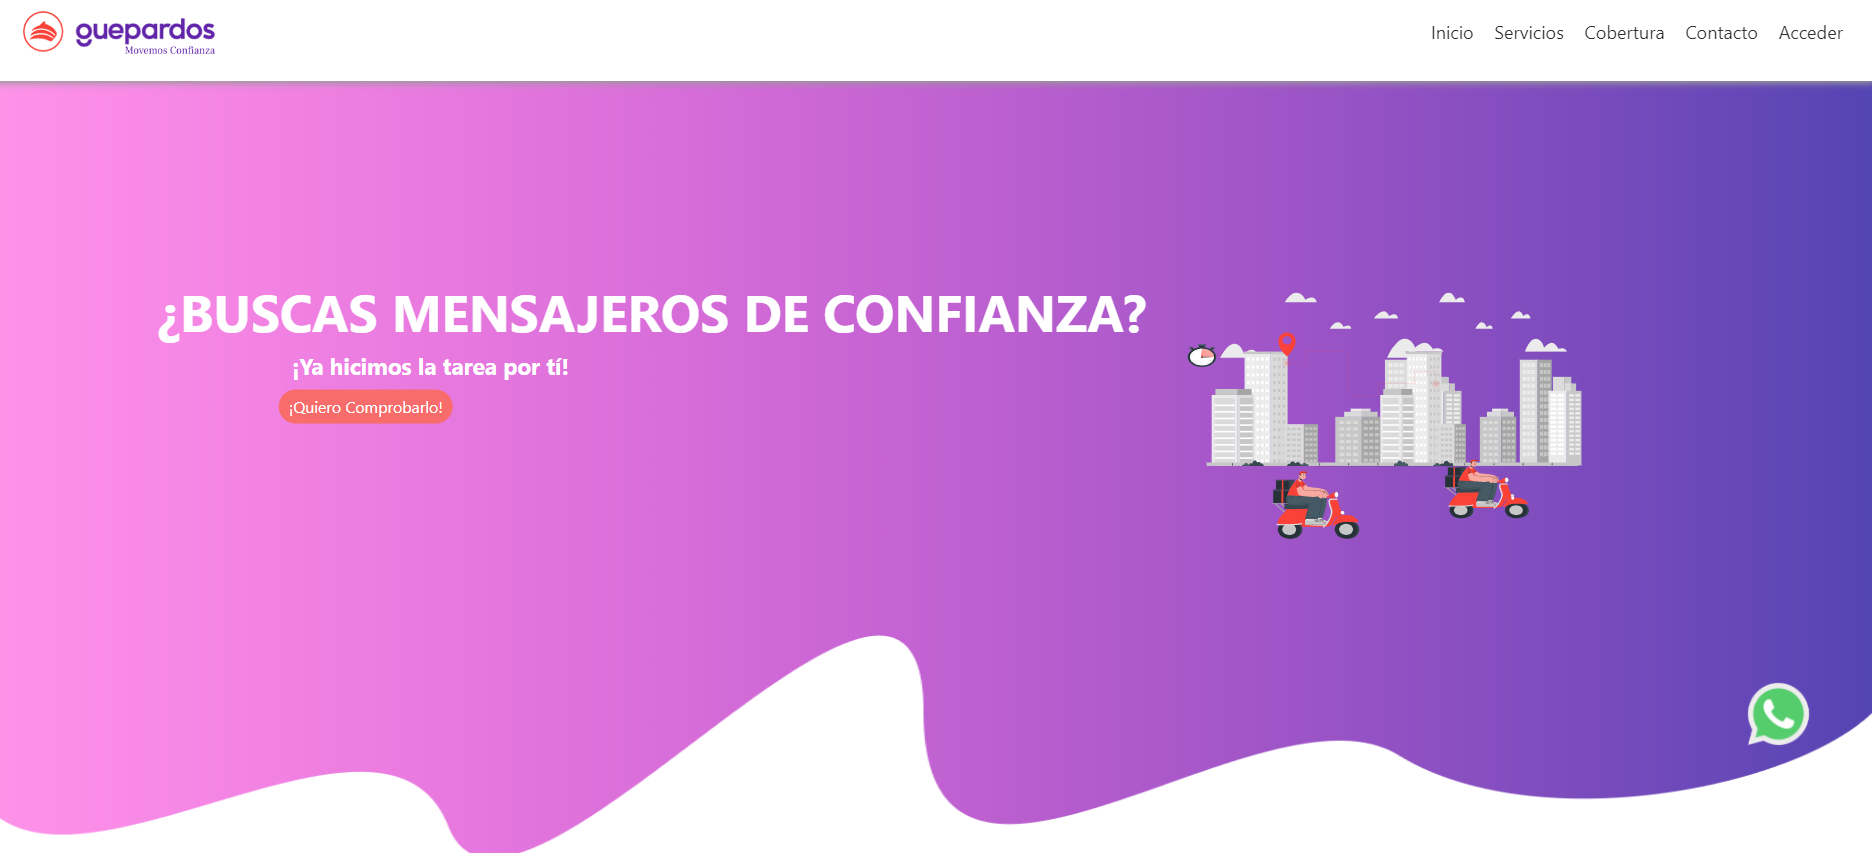 guepardos
Movemos Confianza
Inicio Servicios Cobertura Contacto Acceder
¿BUSCAS MENSAJEROS DE CONFIANZA?
¡Ya hicimos la tarea por tí!
¡Quiero Comprobarlo!